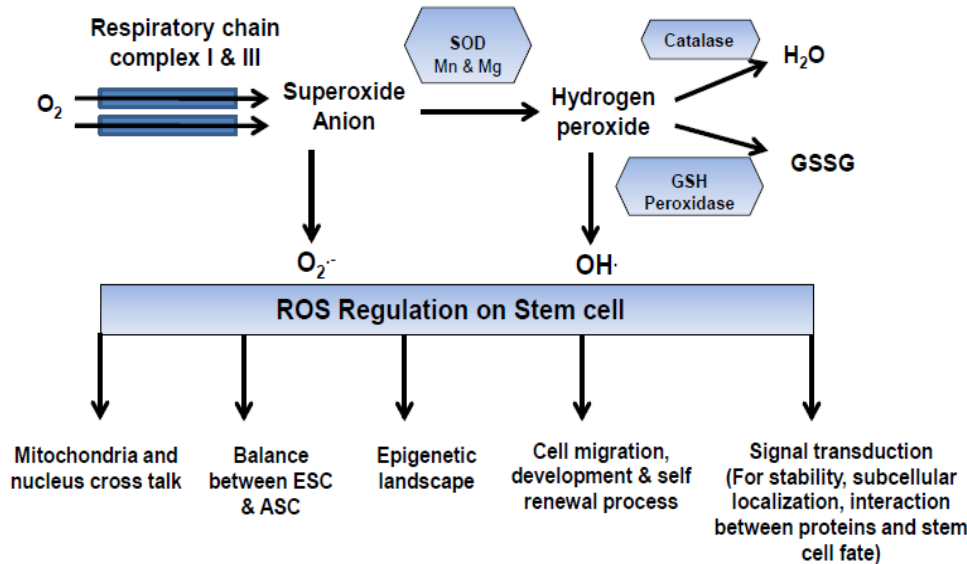 Respiratory chain
complex I & III
O₂
Superoxide
Anion
SOD
Mn & Mg
Hydrogen
peroxide
Catalase
H₂O
GSH
Peroxidase
GSSG
O₂·-
OH·
ROS Regulation on Stem cell
Mitochondria and
nucleus cross talk
Balance
between ESC
& ASC
Epigenetic
landscape
Cell migration,
development & self
renewal process
Signal transduction
(For stability, subcellular
localization, interaction
between proteins and stem
cell fate)